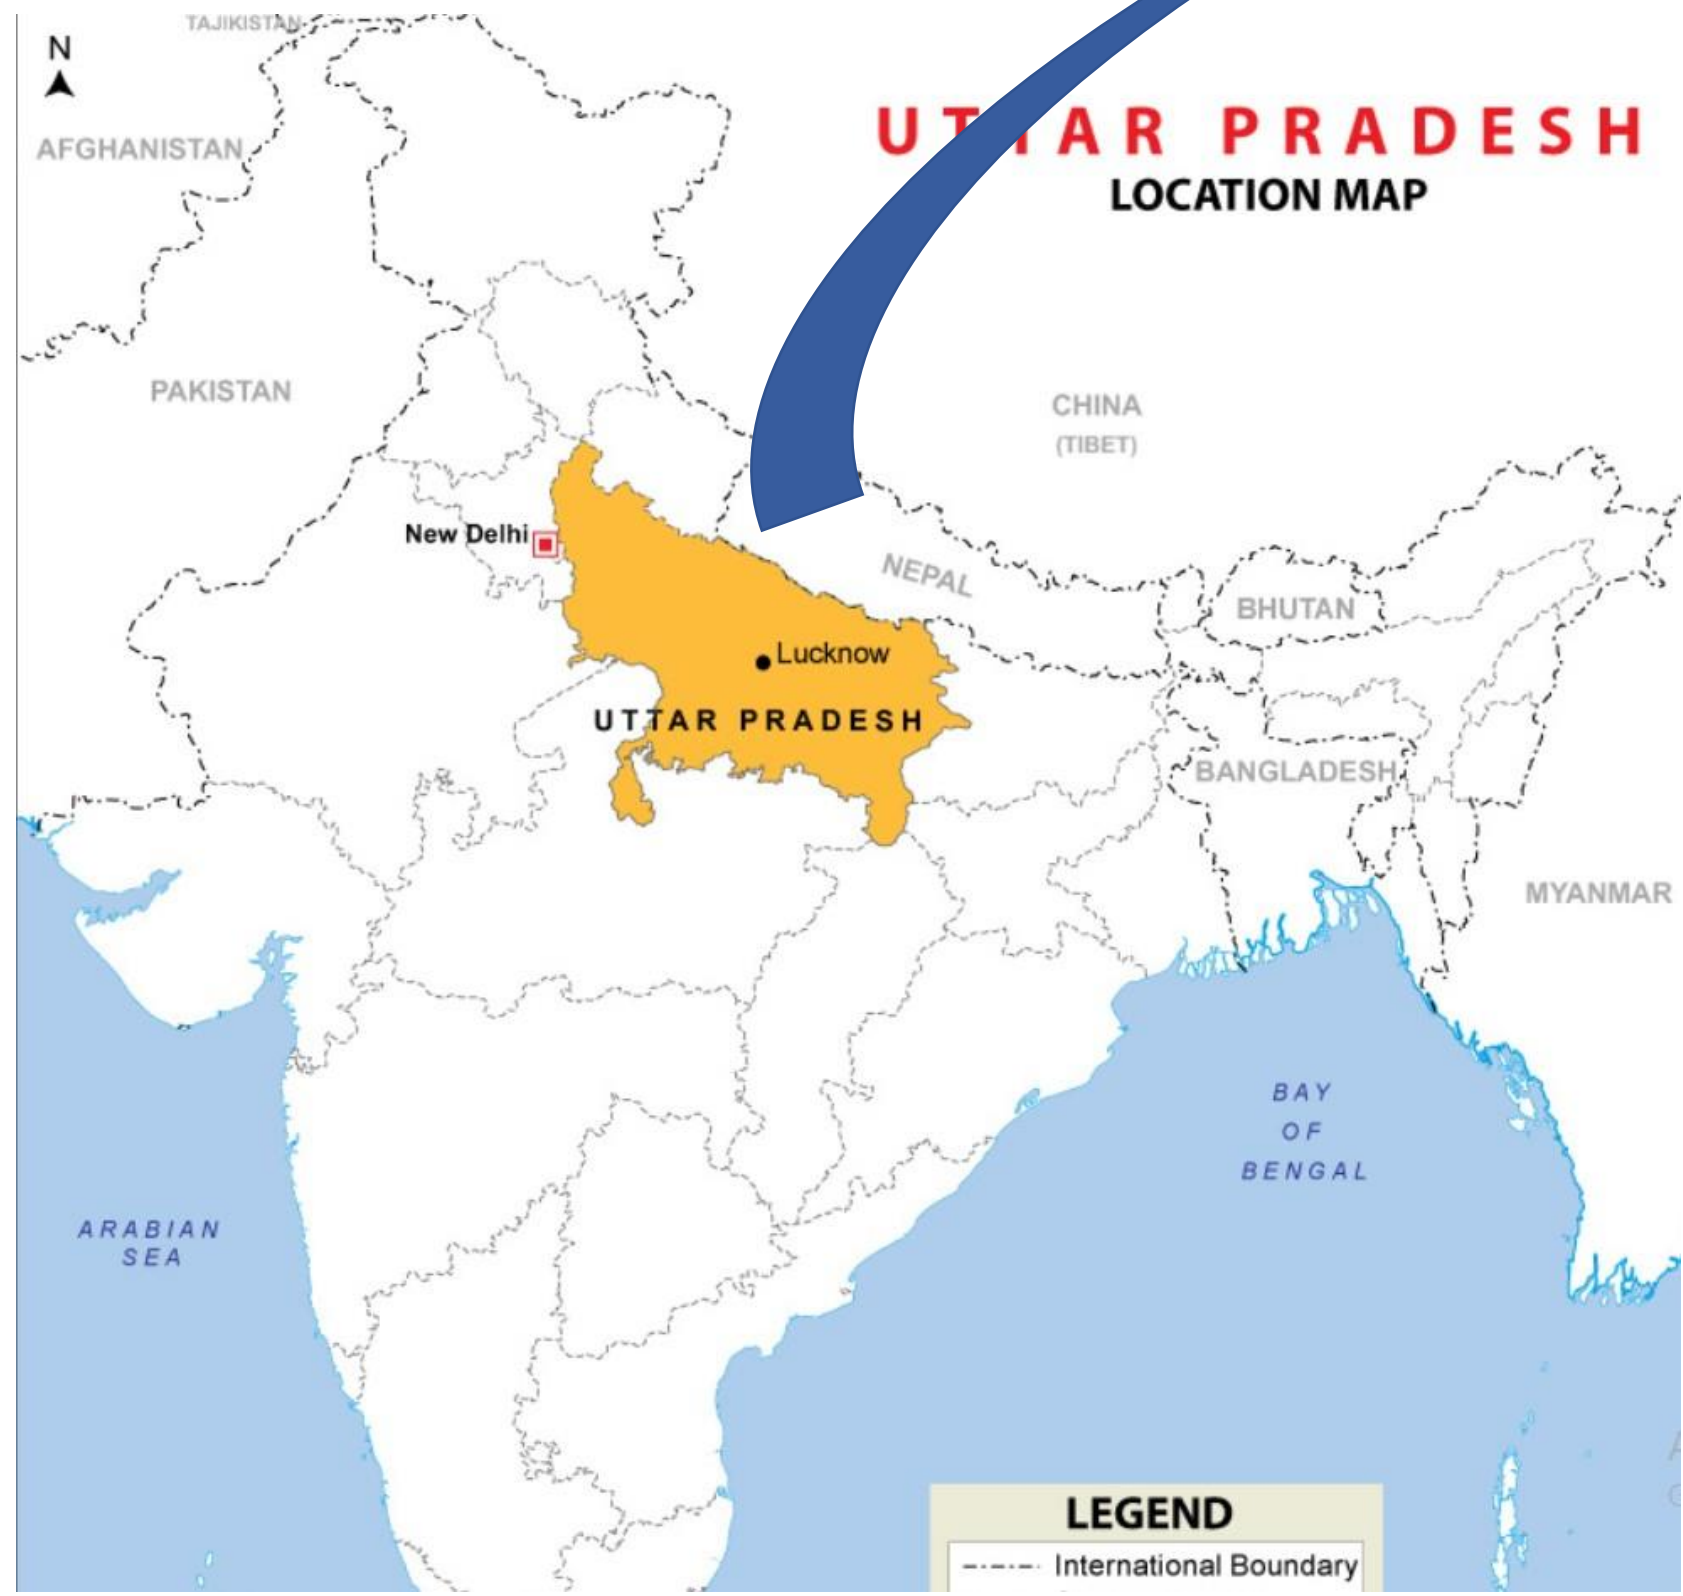 TAJIKISTAN
N
AFGHANISTAN
UTTAR PRADESH
LOCATION MAP
PAKISTAN
CHINA
(TIBET)
New Delhi
NEPAL
BHUTAN
Lucknow
UTTAR PRADESH
BANGLADESH
MYANMAR
BAY
OF
BENGAL
ARABIAN
SEA
LEGEND
International Boundary